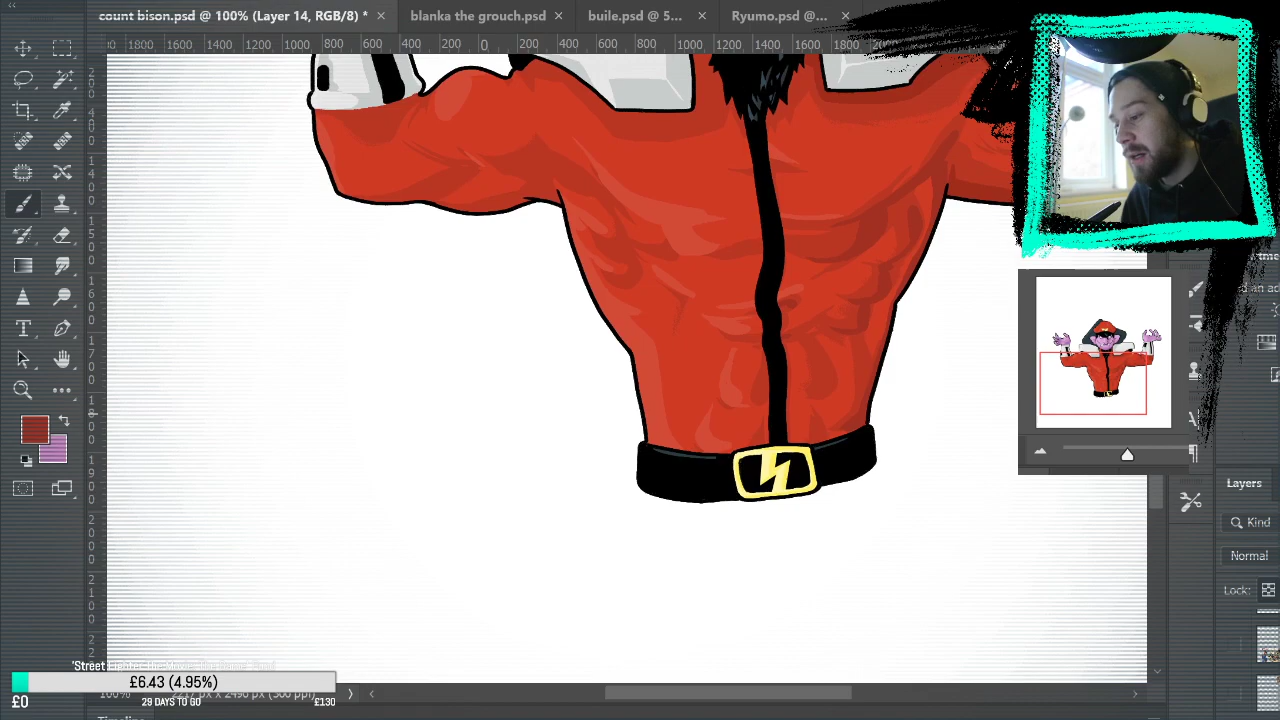 count bison.psd @ 100% (Layer 14, RGB/8) * × blanka the grouch.psd × buile.psd @ 5... × Ryumo.psd @... ×
1800 1600 1400 1200 1000 800 600 400 200 0 200 400 600 800 1000 1200 1400 1600 1800
Layers
Kind
Normal
Lock:
£6.43 (4.95%)
£0 29 DAYS TO GO £130
100%